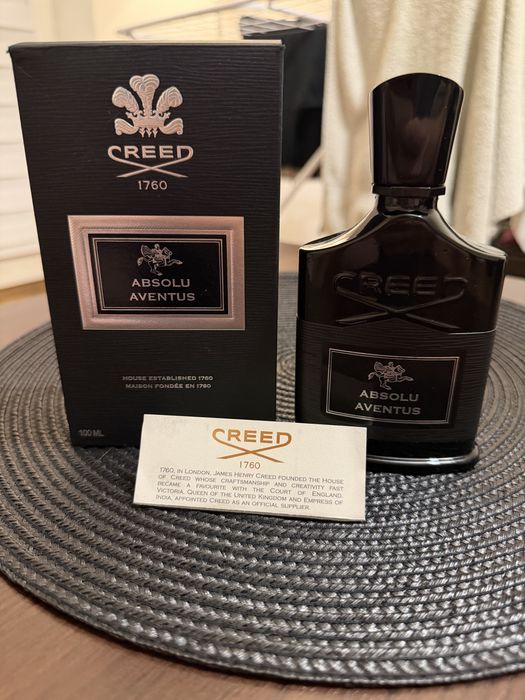 CREED
1760
ABSOLU
AVENTUS
HOUSE ESTABLISHED 1760
MAISON FONDÉE EN 1760
100 ML
CREED
ABSOLU
AVENTUS
CREED
1760
1760, IN LONDON, JAMES HENRY CREED FOUNDED THE HOUSE
OF CREED WHOSE CRAFTSMANSHIP AND CREATIVITY FAST
BECAME A FAVOURITE WITH THE COURT OF ENGLAND.
VICTORIA, QUEEN OF THE UNITED KINGDOM AND EMPRESS OF
INDIA, APPOINTED CREED AS AN OFFICIAL SUPPLIER.